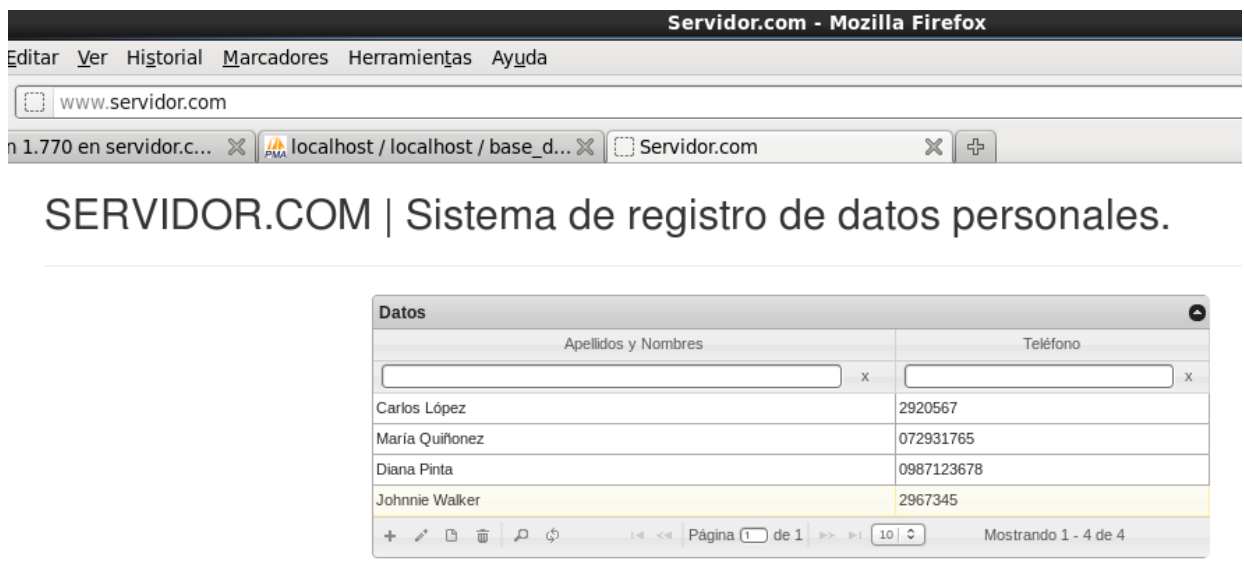 Servidor.com - Mozilla Firefox
Editar Ver Historial Marcadores Herramientas Ayuda
www.servidor.com
n 1.770 en servidor.c... PMA localhost / localhost / base_d... Servidor.com
SERVIDOR.COM | Sistema de registro de datos personales.
Datos
Apellidos y Nombres Teléfono
x x
Carlos López 2920567
María Quiñonez 072931765
Diana Pinta 0987123678
Johnnie Walker 2967345
Página 1 de 1 10 Mostrando 1 - 4 de 4